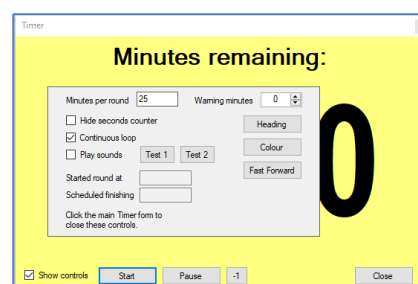 Timer
Minutes remaining:
Minutes per round 25 Warning minutes 0
Hide seconds counter
Heading
Continuous loop
Colour
Play sounds Test 1 Test 2
Fast Forward
Started round at
Scheduled finishing
Click the main Timer form to
close these controls.
0
Show controls Start Pause -1 Close